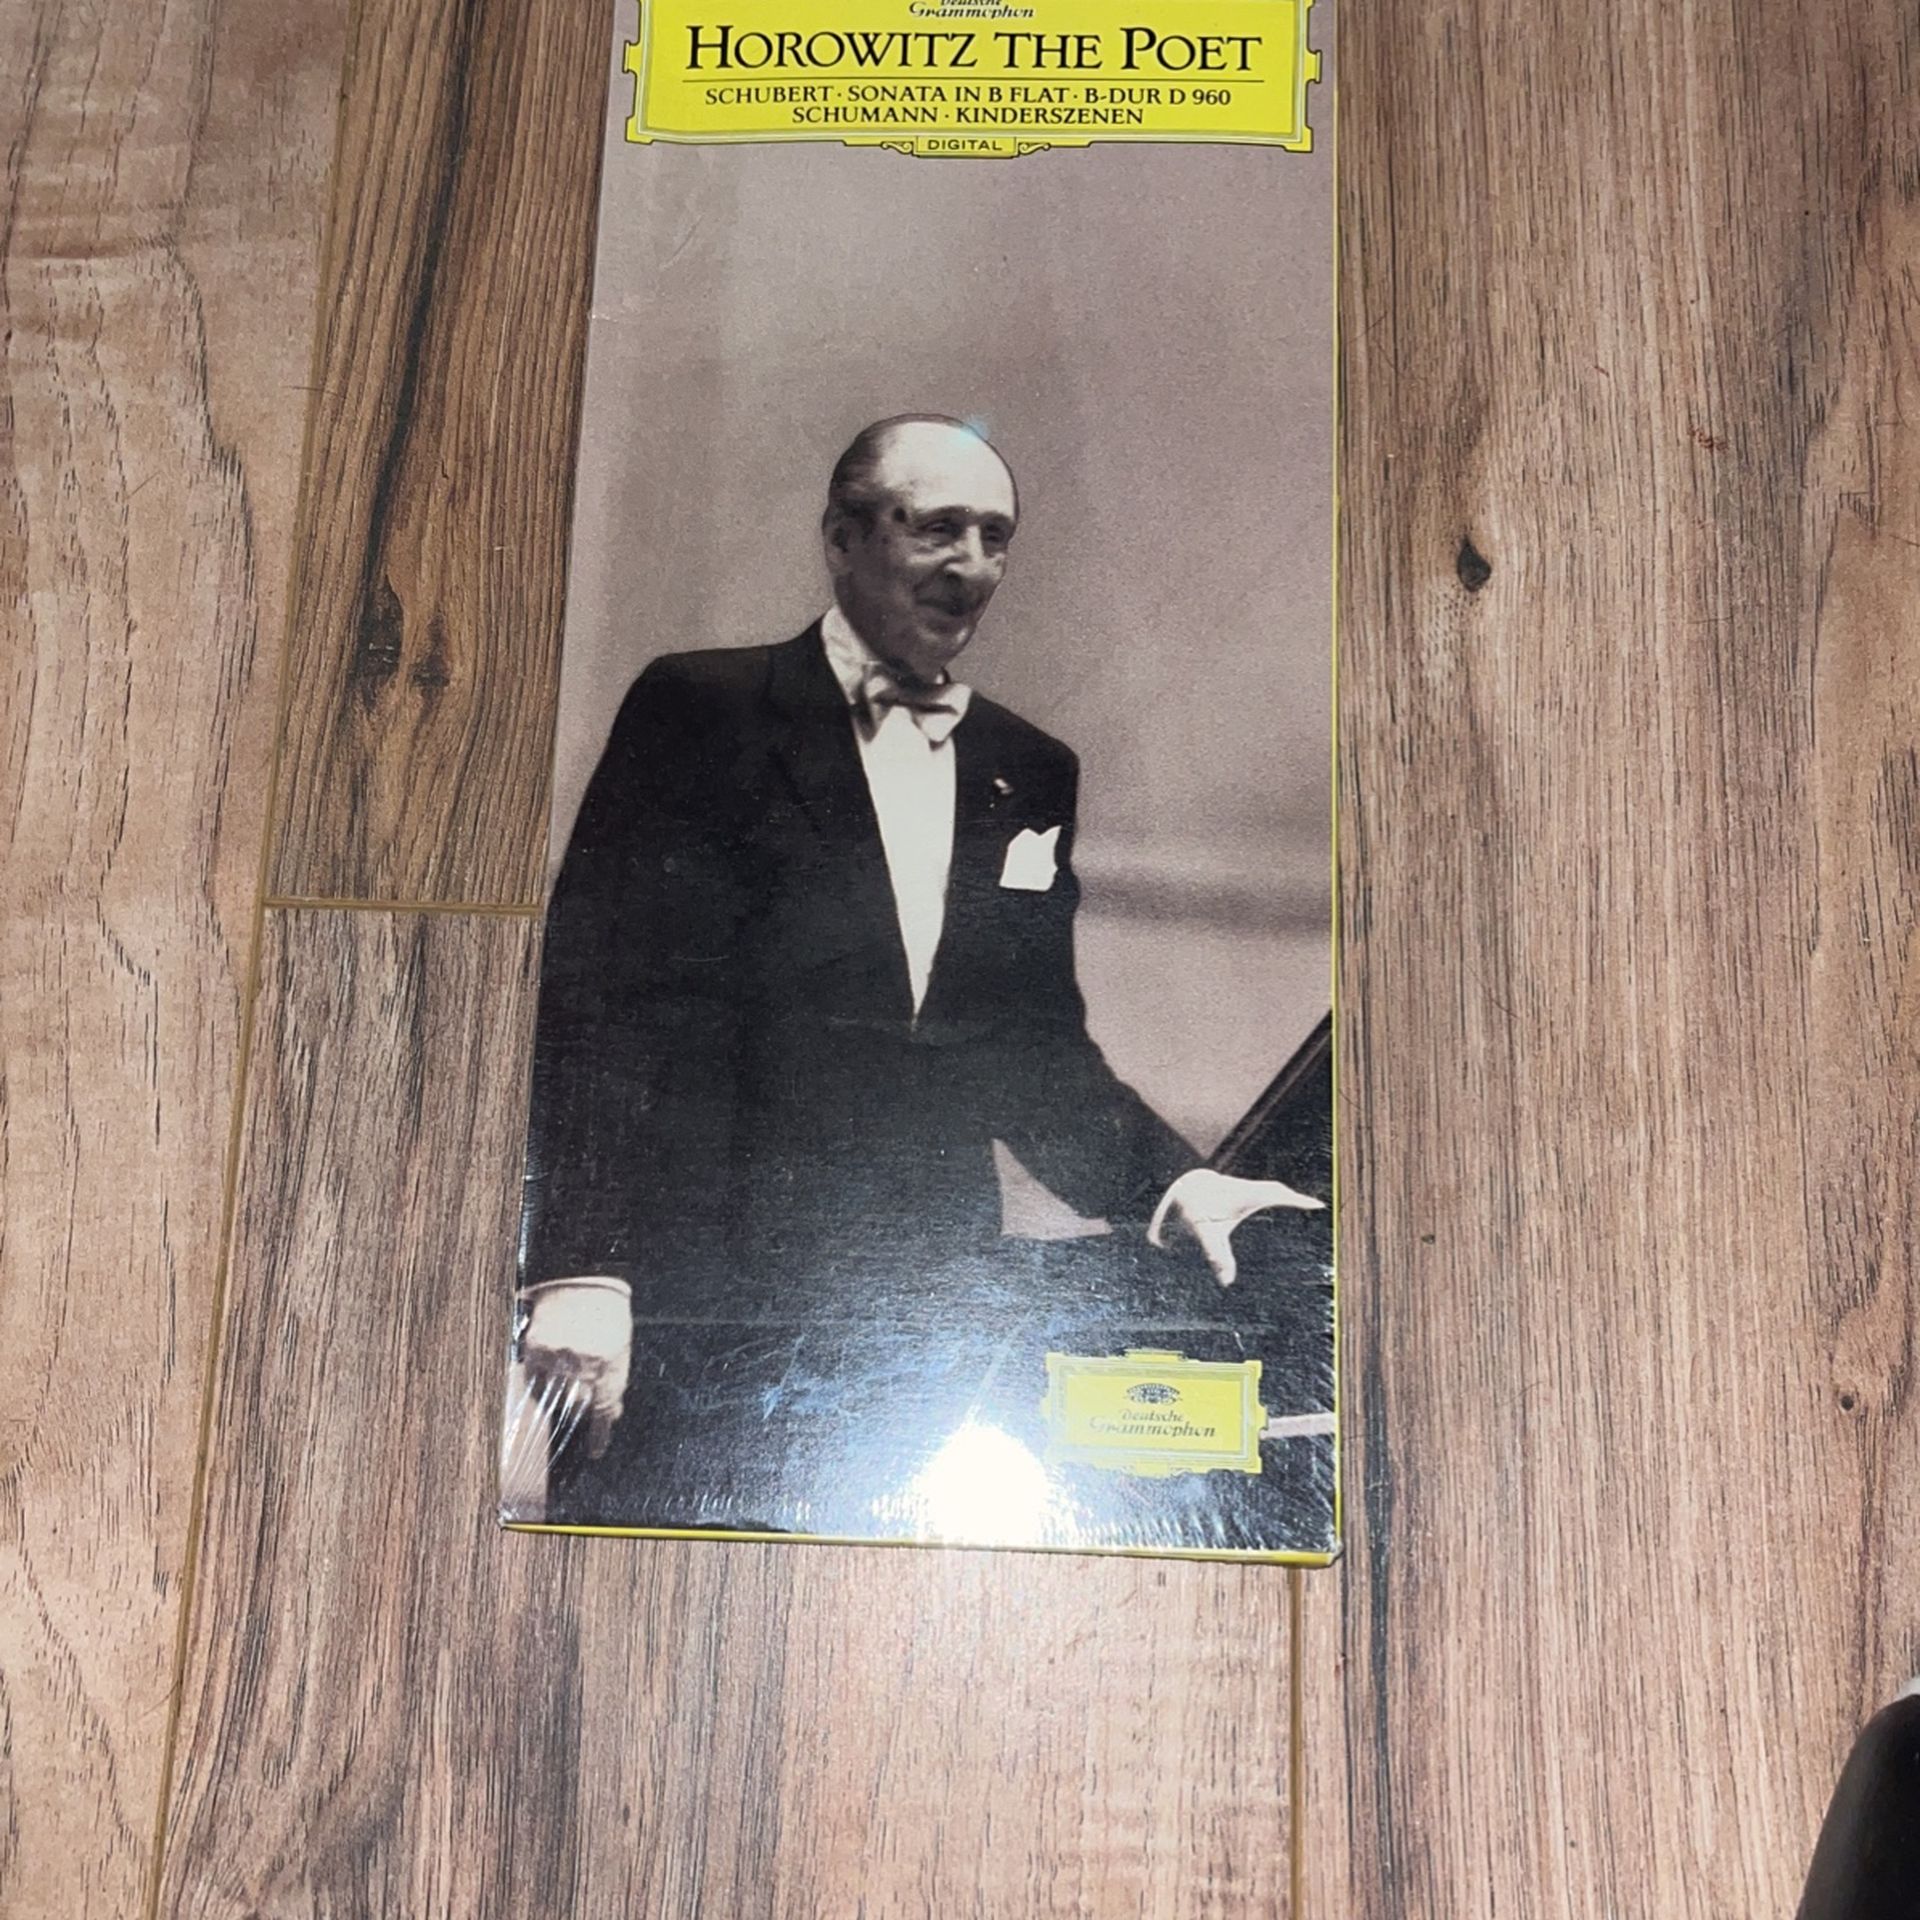 Deutsche
Grammophon
HOROWITZ THE POET
SCHUBERT · SONATA IN B FLAT · B-DUR D 960
SCHUMANN · KINDERSZENEN
DIGITAL
Deutsche
Grammophon